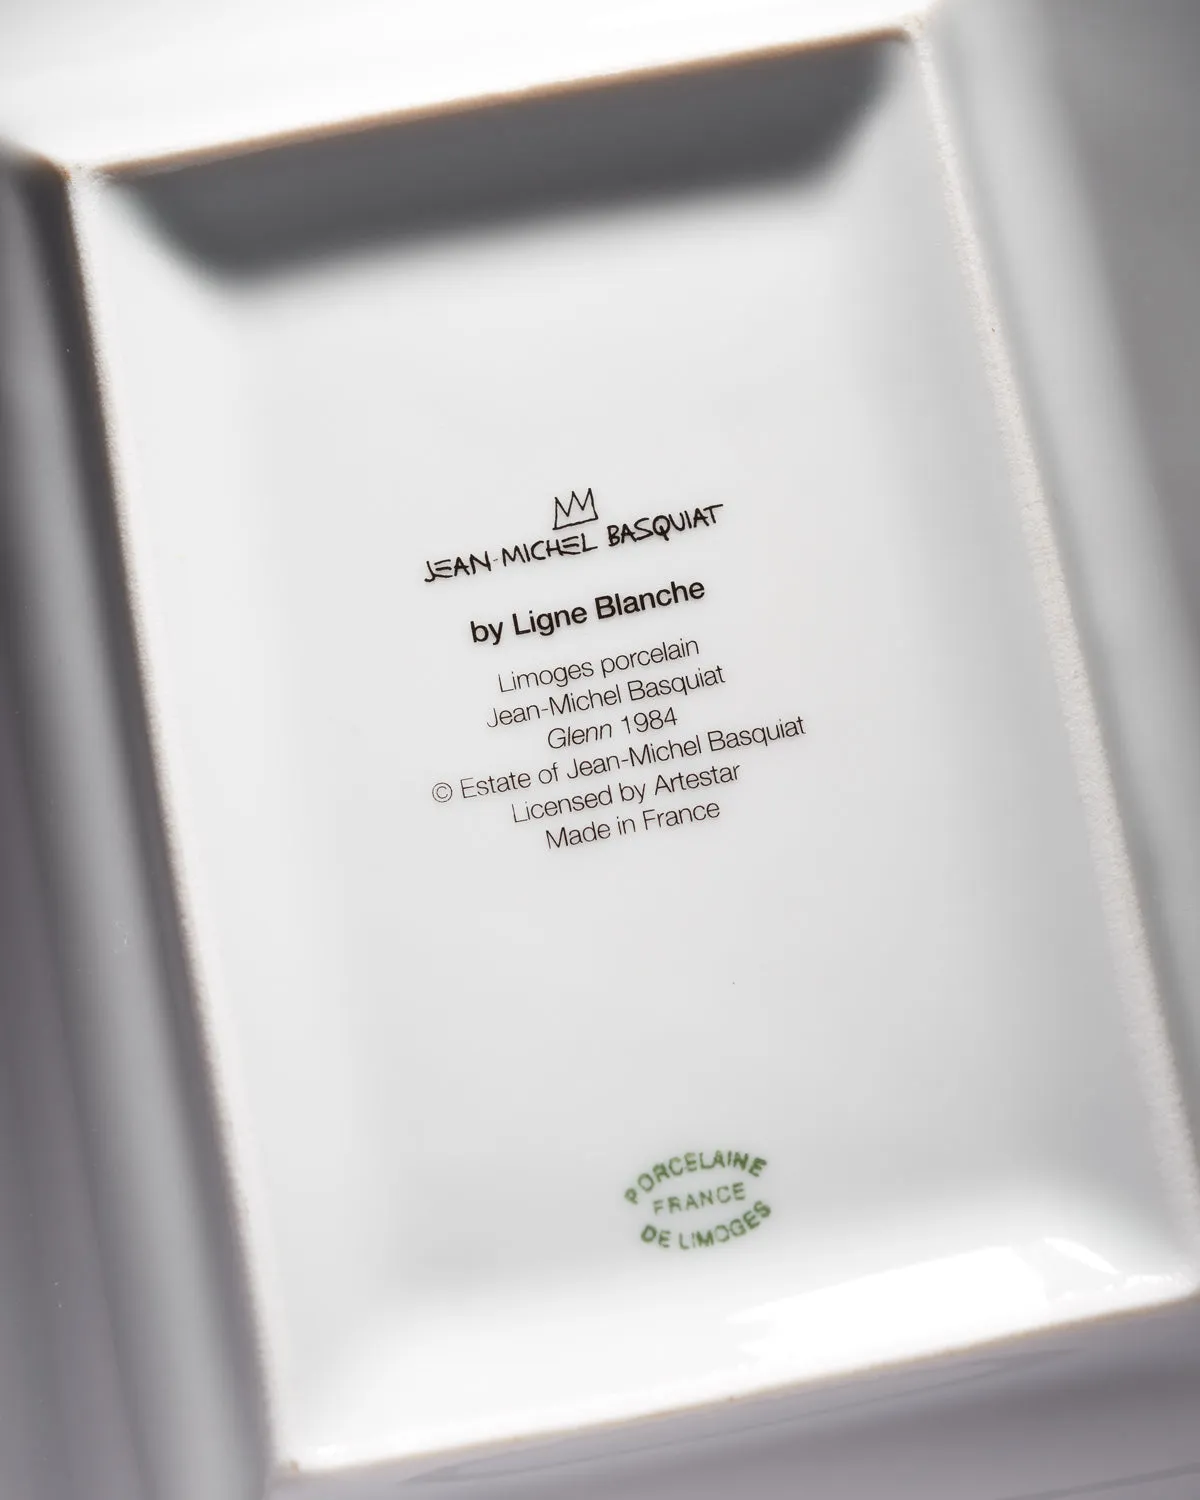 JEAN-MICHEL BASQUIAT
by Ligne Blanche
Limoges porcelain
Jean-Michel Basquiat
Glenn 1984
© Estate of Jean-Michel Basquiat
Licensed by Artestar
Made in France
PORCELAINE
FRANCE
DE LIMOGES